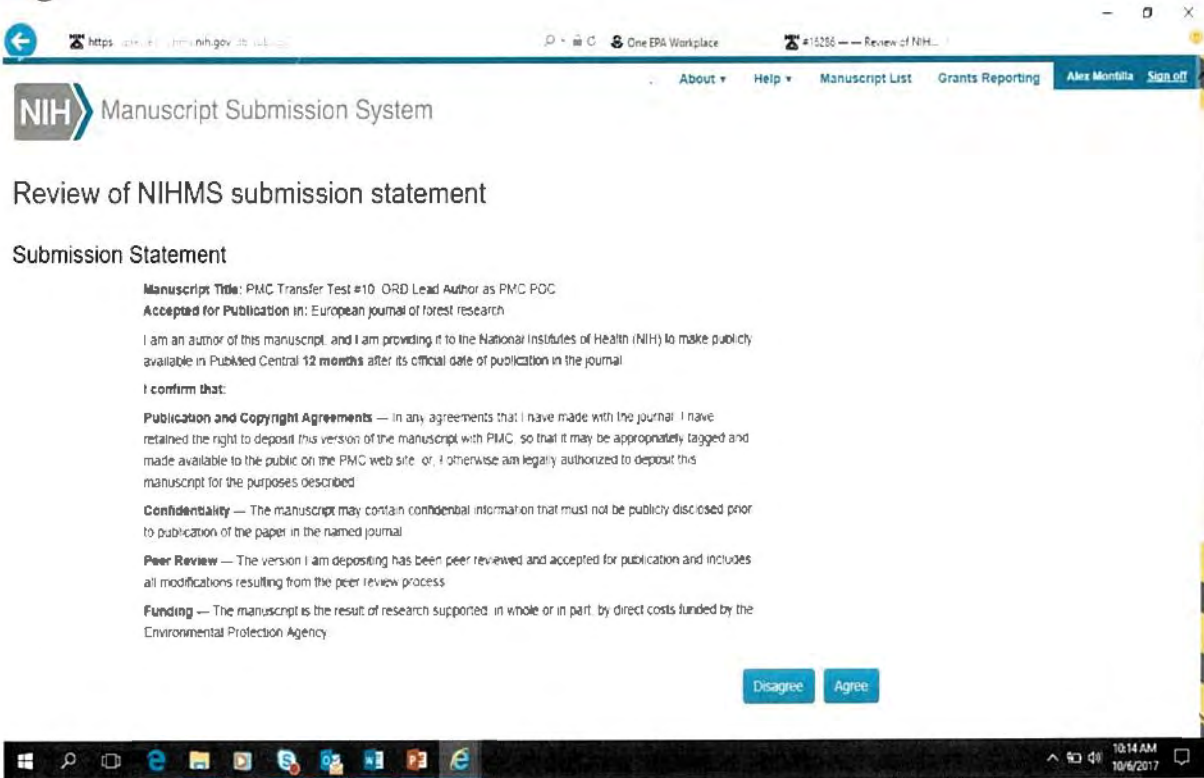 https nih.gov
One EPA Workplace
#16286 — — Review of NIH...
About ▾ Help ▾ Manuscript List Grants Reporting Alex Montilla Sign off
NIH Manuscript Submission System
Review of NIHMS submission statement
Submission Statement
Manuscript Title: PMC Transfer Test #10 ORD Lead Author as PMC POC
Accepted for Publication in: European journal of forest research
I am an author of this manuscript, and I am providing it to the National Institutes of Health (NIH) to make publicly
available in PubMed Central 12 months after its official date of publication in the journal
I confirm that:
Publication and Copyright Agreements — In any agreements that I have made with the journal, I have
retained the right to deposit this version of the manuscript with PMC, so that it may be appropriately tagged and
made available to the public on the PMC web site, or, I otherwise am legally authorized to deposit this
manuscript for the purposes described
Confidentiality — The manuscript may contain confidential information that must not be publicly disclosed prior
to publication of the paper in the named journal
Peer Review — The version I am depositing has been peer reviewed and accepted for publication and includes
all modifications resulting from the peer review process
Funding — The manuscript is the result of research supported, in whole or in part, by direct costs funded by the
Environmental Protection Agency
Disagree Agree
10:14 AM
10/6/2017